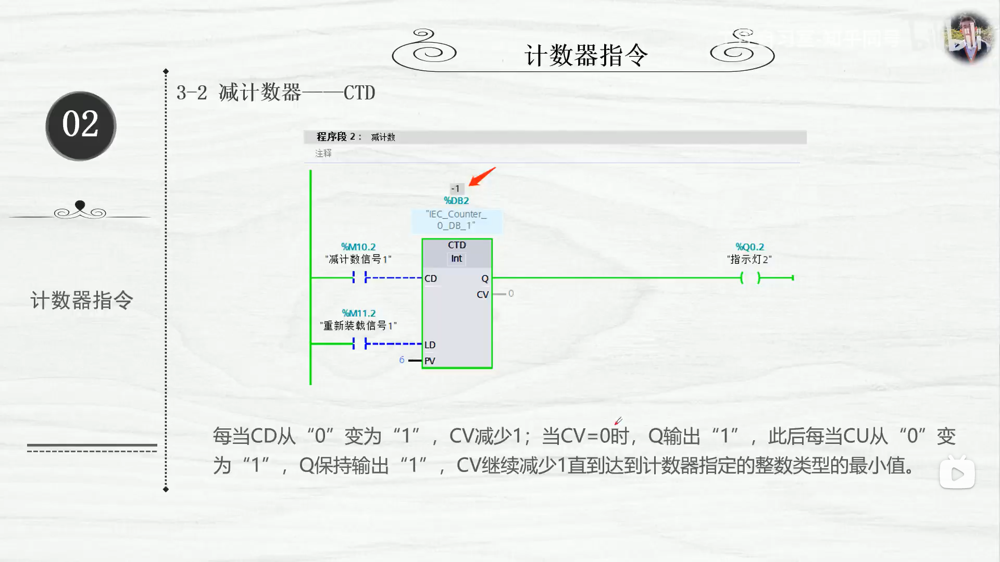 计数器指令
bilibili
3-2 减计数器——CTD
02
程序段 2： 减计数
注释
-1
%DB2
"IEC_Counter_
0_DB_1"
CTD
Int
%M10.2
"减计数信号1"
CD
Q
%Q0.2
"指示灯2"
CV
0
%M11.2
"重新装载信号1"
LD
6
PV
计数器指令
每当CD从“0”变为“1”，CV减少1；当CV=0时，Q输出“1”，此后每当CU从“0”变
为“1”，Q保持输出“1”，CV继续减少1直到达到计数器指定的整数类型的最小值。